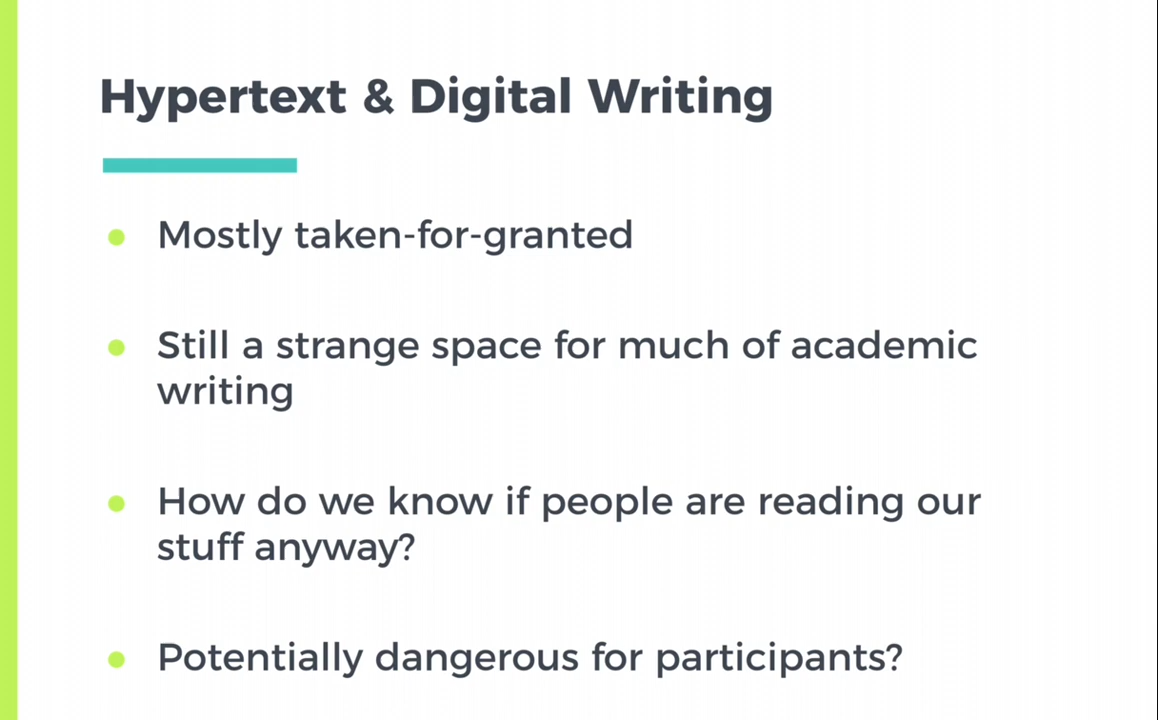 Hypertext & Digital Writing
Mostly taken-for-granted
Still a strange space for much of academic
writing
How do we know if people are reading our
stuff anyway?
Potentially dangerous for participants?